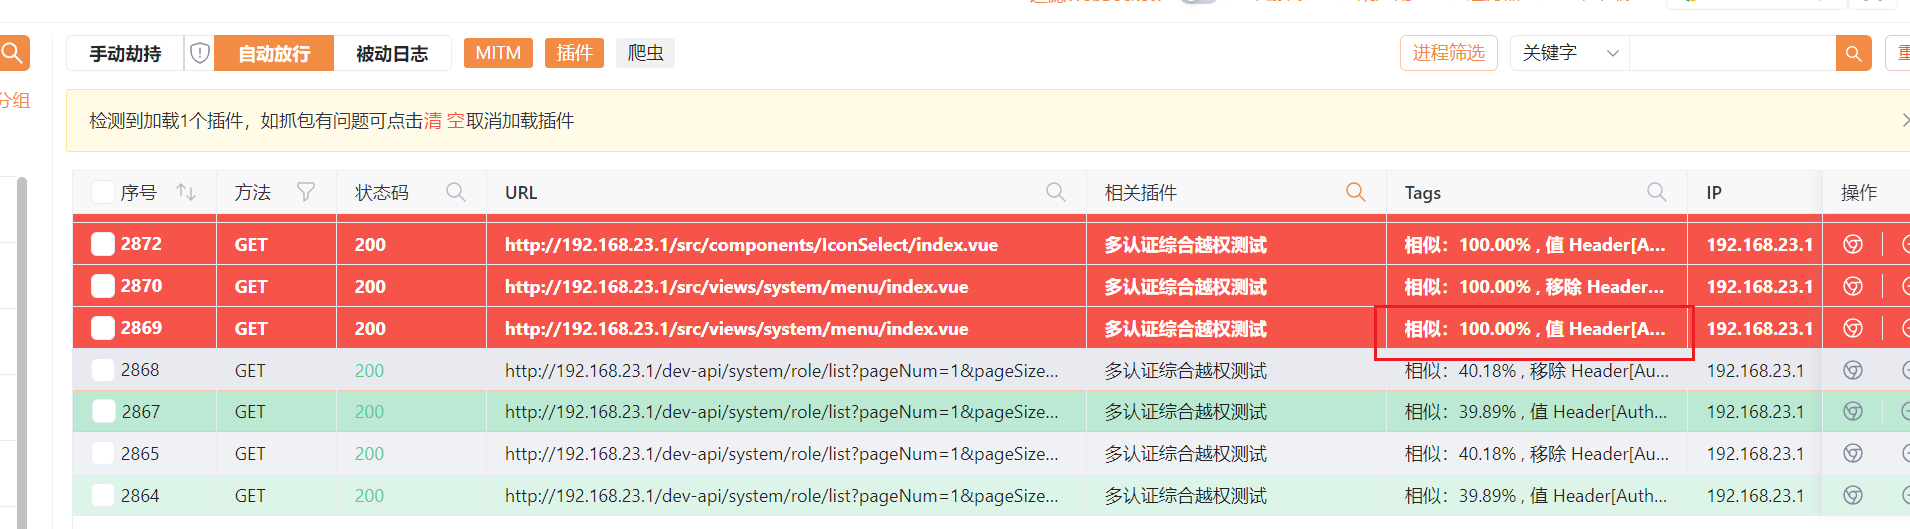 手动劫持 自动放行 被动日志 MITM 插件 爬虫 进程筛选 关键字 重
分组
检测到加载1个插件，如抓包有问题可点击清 空取消加载插件
序号 方法 状态码 URL 相关插件 Tags IP 操作
2872 GET 200 http://192.168.23.1/src/components/IconSelect/index.vue 多认证综合越权测试 相似：100.00% , 值 Header[A... 192.168.23.1
2870 GET 200 http://192.168.23.1/src/views/system/menu/index.vue 多认证综合越权测试 相似：100.00% , 移除 Header... 192.168.23.1
2869 GET 200 http://192.168.23.1/src/views/system/menu/index.vue 多认证综合越权测试 相似：100.00% , 值 Header[A... 192.168.23.1
2868 GET 200 http://192.168.23.1/dev-api/system/role/list?pageNum=1&pageSize... 多认证综合越权测试 相似：40.18% , 移除 Header[Au... 192.168.23.1
2867 GET 200 http://192.168.23.1/dev-api/system/role/list?pageNum=1&pageSize... 多认证综合越权测试 相似：39.89% , 值 Header[Auth... 192.168.23.1
2865 GET 200 http://192.168.23.1/dev-api/system/role/list?pageNum=1&pageSize... 多认证综合越权测试 相似：40.18% , 移除 Header[Au... 192.168.23.1
2864 GET 200 http://192.168.23.1/dev-api/system/role/list?pageNum=1&pageSize... 多认证综合越权测试 相似：39.89% , 值 Header[Auth... 192.168.23.1